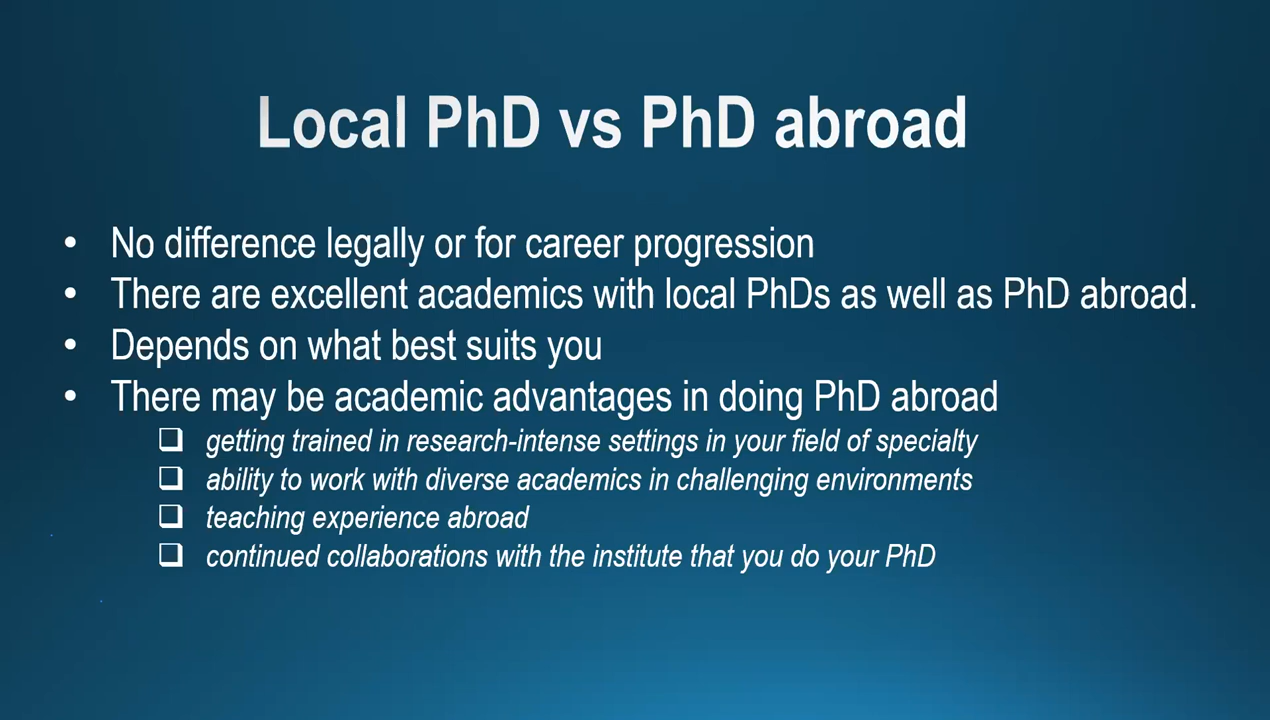 Local PhD vs PhD abroad
• No difference legally or for career progression
• There are excellent academics with local PhDs as well as PhD abroad.
• Depends on what best suits you
• There may be academic advantages in doing PhD abroad
❑ getting trained in research-intense settings in your field of specialty
❑ ability to work with diverse academics in challenging environments
❑ teaching experience abroad
❑ continued collaborations with the institute that you do your PhD